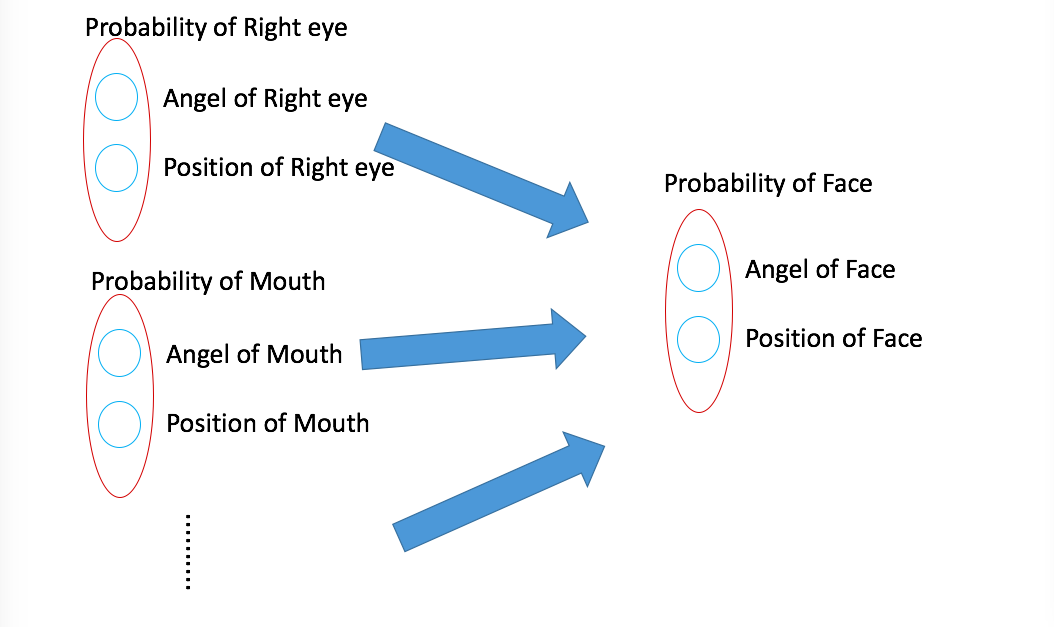 Probability of Right eye
Angel of Right eye
Position of Right eye
Probability of Mouth
Angel of Mouth
Position of Mouth
Probability of Face
Angel of Face
Position of Face